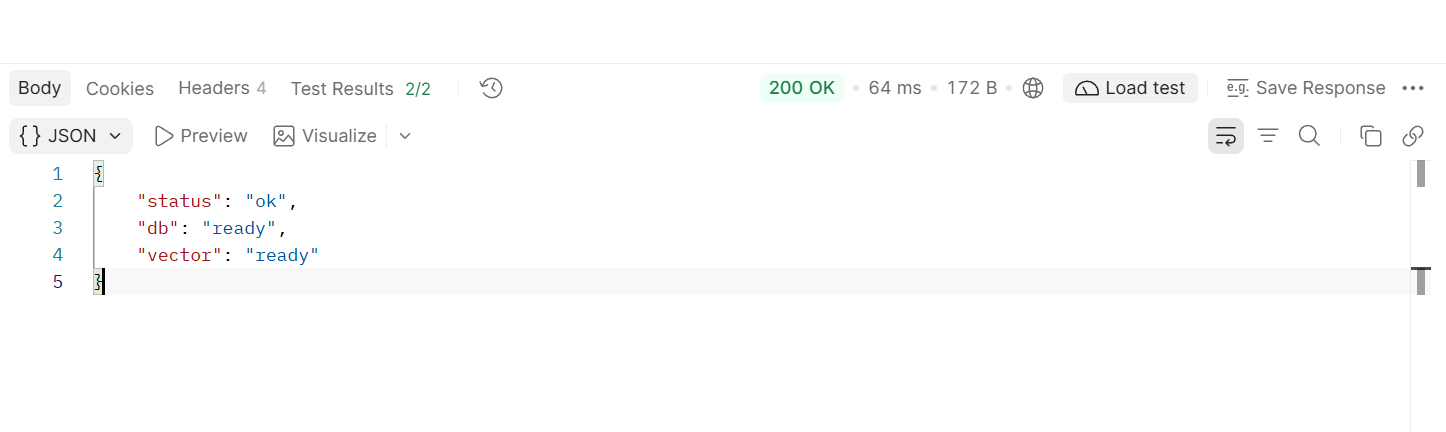 Body Cookies Headers 4 Test Results 2/2 200 OK 64 ms 172 B Load test e.g. Save Response
{} JSON Preview Visualize
1 {
2 "status": "ok",
3 "db": "ready",
4 "vector": "ready"
5 }